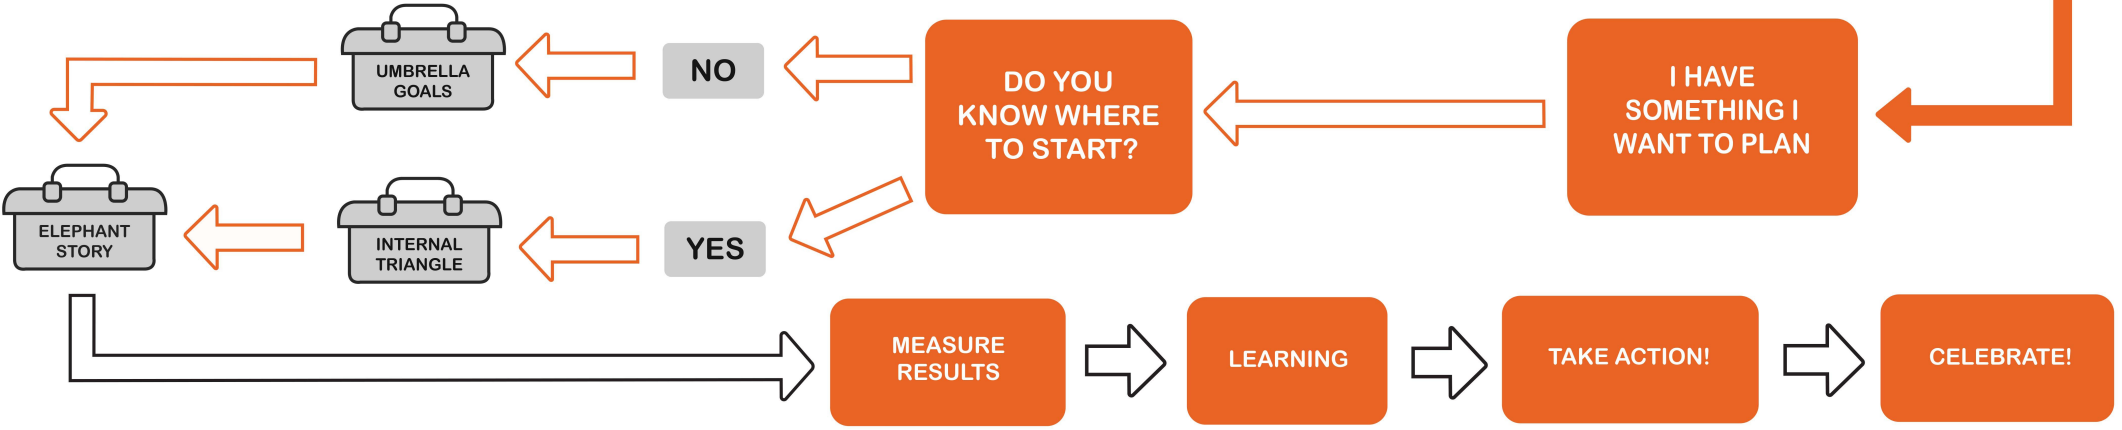 I HAVE
SOMETHING I
WANT TO PLAN
DO YOU
KNOW WHERE
TO START?
NO
UMBRELLA
GOALS
YES
INTERNAL
TRIANGLE
ELEPHANT
STORY
MEASURE
RESULTS
LEARNING
TAKE ACTION!
CELEBRATE!